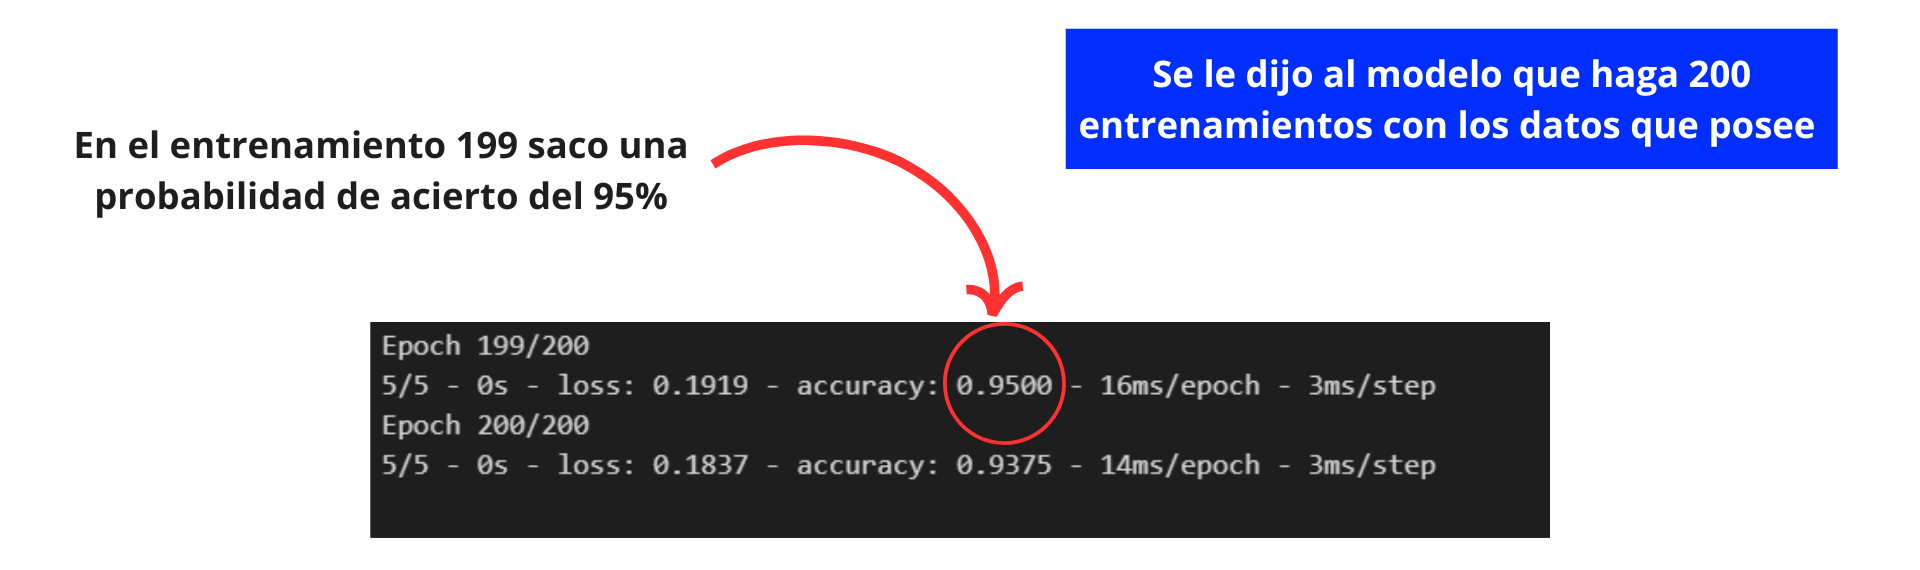 Se le dijo al modelo que haga 200
entrenamientos con los datos que posee
En el entrenamiento 199 saco una
probabilidad de acierto del 95%
Epoch 199/200
5/5 - 0s - loss: 0.1919 - accuracy: 0.9500 - 16ms/epoch - 3ms/step
Epoch 200/200
5/5 - 0s - loss: 0.1837 - accuracy: 0.9375 - 14ms/epoch - 3ms/step